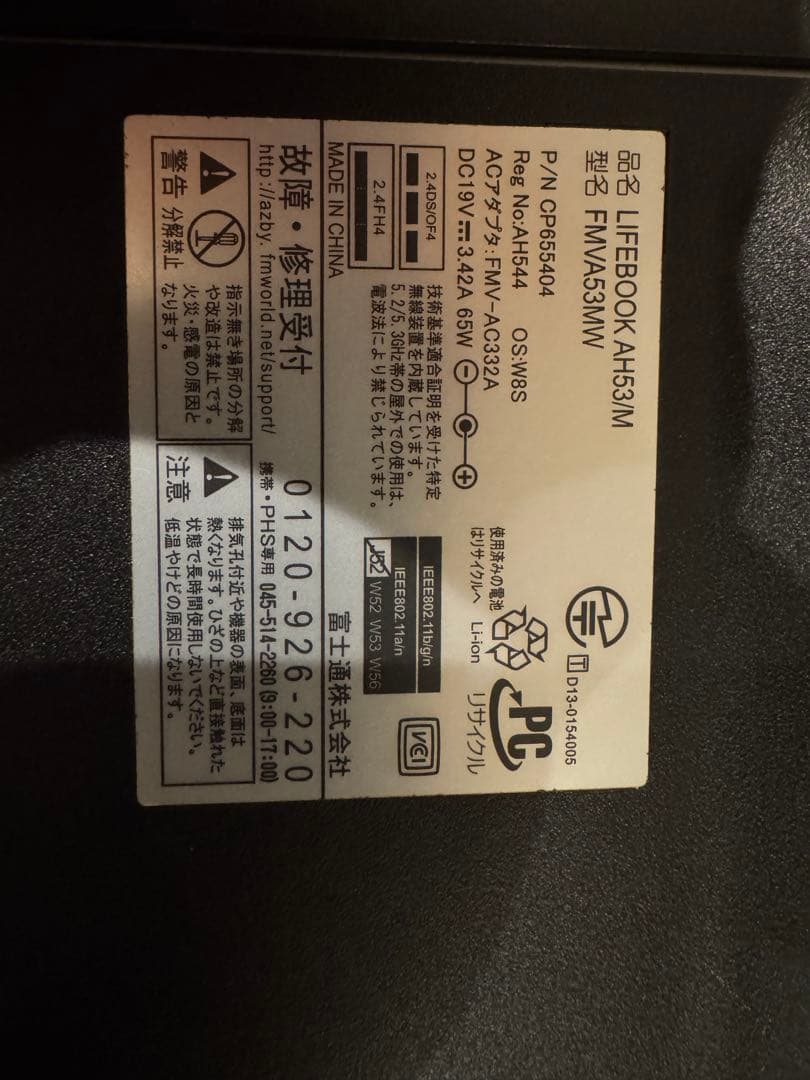 品名 LIFEBOOK AH53/M
型名 FMVA53MW
P/N CP655404
Reg No:AH544 OS:W8S
ACアダプタ:FMV-AC332A
DC19V 3.42A 65W
T D13-0154005
使用済みの電池
はリサイクルへ
Li-ion
PC
リサイクル
2.4DS/OF4
2.4FH4
技術基準適合証明を受けた特定
無線装置を内蔵しています。
5.2/5.3GHz帯の屋外での使用は、
電波法により禁じられています。
IEEE802.11b/g/n
IEEE802.11a/n
J52 W52 W53 W56
VCI
MADE IN CHINA
富士通株式会社
故障・修理受付 0120-926-220
http://azby.fmworld.net/support/ 携帯・PHS専用 045-514-2260 (9:00-17:00)
警告
分解禁止
指示無き場所の分解
や改造は禁止です。
火災・感電の原因と
なります。
注意
排気孔付近や機器の表面、底面は
熱くなります。ひざの上など直接触れた
状態で長時間使用しないでください。
低温やけどの原因になります。